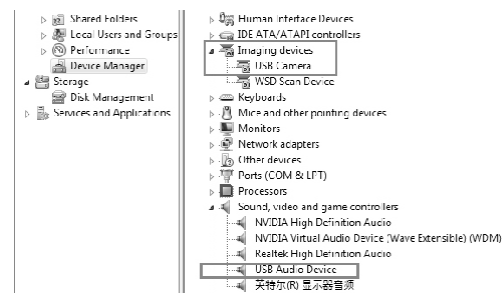 Shared Folders
Local Users and Groups
Performance
Device Manager
Storage
Disk Management
Services and Applications
Human Interface Devices
IDE ATA/ATAPI controllers
Imaging devices
USB Camera
WSD Scan Device
Keyboards
Mice and other pointing devices
Monitors
Network adapters
Other devices
Ports (COM & LPT)
Processors
Sound, video and game controllers
NVIDIA High Definition Audio
NVIDIA Virtual Audio Device (Wave Extensible) (WDM)
Realtek High Definition Audio
USB Audio Device
英特尔(R) 显示器音频